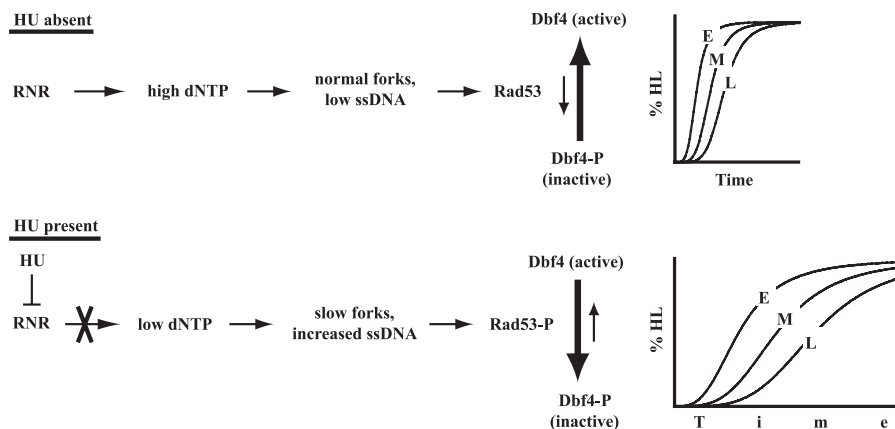 HU absent
RNR
high dNTP
normal forks,
low ssDNA
Rad53
Dbf4 (active)
Dbf4-P
(inactive)
% HL
E
M
L
Time
HU present
HU
RNR
low dNTP
slow forks,
increased ssDNA
Rad53-P
Dbf4 (active)
Dbf4-P
(inactive)
% HL
E
M
L
T i m e